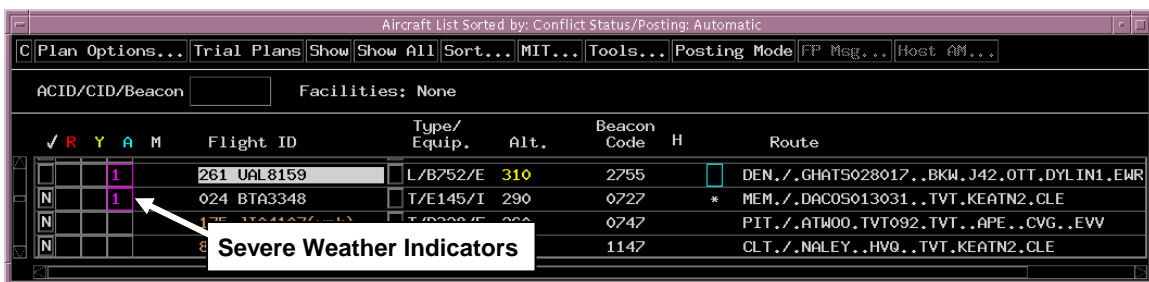 Aircraft List Sorted by: Conflict Status/Posting: Automatic
C Plan Options... Trial Plans Show Show All Sort... MIT... Tools... Posting Mode FP Msg... Host AM...
ACID/CID/Beacon Facilities: None
Type/ Beacon
✓ R Y A M Flight ID Equip. Alt. Code H Route
1 261 UAL8159 L/B752/E 310 2755 DEN./.GHATS028017..BKW.J42.OTT.DYLIN1.EWR
N 1 024 BTA3348 T/E145/I 290 0727 * MEM./.DACOS013031..TVT.KEATN2.CLE
N 0747 PIT./.ATWOO.TVT092.TVT..APE..CVG..EVV
N 8 1147 CLT./.NALEY..HVQ..TVT.KEATN2.CLE
Severe Weather Indicators